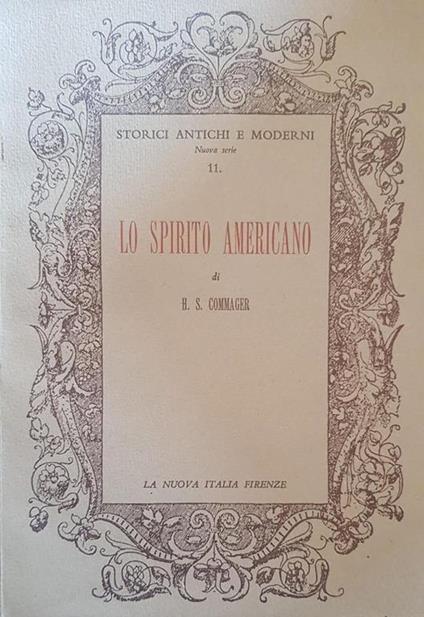 STORICI ANTICHI E MODERNI
Nuova serie
11.
LO SPIRITO AMERICANO
di
H. S. COMMAGER
LA NUOVA ITALIA FIRENZE